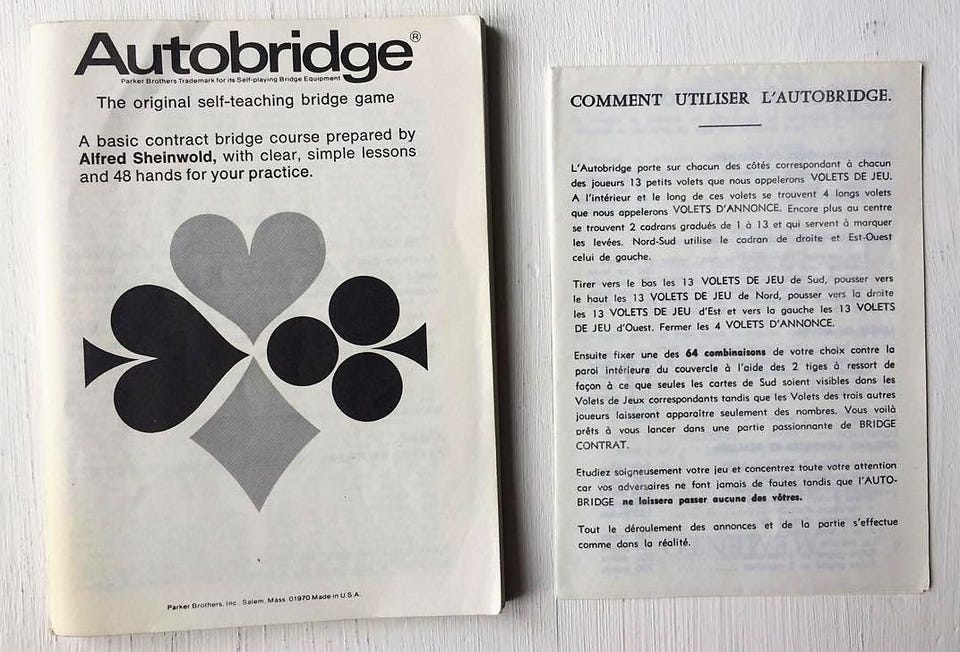 Autobridge®
Parker Brothers Trademark for its Self-playing Bridge Equipment
The original self-teaching bridge game
A basic contract bridge course prepared by
Alfred Sheinwold, with clear, simple lessons
and 48 hands for your practice.
Parker Brothers, Inc., Salem, Mass. 01970 Made in U.S.A.
COMMENT UTILISER L'AUTOBRIDGE.
L'Autobridge porte sur chacun des côtés correspondant à chacun
des joueurs 13 petits volets que nous appelerons VOLETS DE JEU.
A l'intérieur et le long de ces volets se trouvent 4 longs volets
que nous appelerons VOLETS D'ANNONCE. Encore plus au centre
se trouvent 2 cadrans gradués de 1 à 13 et qui servent à marquer
les levées. Nord-Sud utilise le cadran de droite et Est-Ouest
celui de gauche.
Tirer vers le bas les 13 VOLETS DE JEU de Sud, pousser vers
le haut les 13 VOLETS DE JEU de Nord, pousser vers la droite
les 13 VOLETS DE JEU d'Est et vers la gauche les 13 VOLETS
DE JEU d'Ouest. Fermer les 4 VOLETS D'ANNONCE.
Ensuite fixer une des 64 combinaisons de votre choix contre la
paroi intérieure du couvercle à l'aide des 2 tiges à ressort de
façon à ce que seules les cartes de Sud soient visibles dans les
Volets de Jeux correspondants tandis que les Volets des trois autres
joueurs laisseront apparaître seulement des nombres. Vous voilà
prêts à vous lancer dans une partie passionnante de BRIDGE
CONTRAT.
Etudiez soigneusement votre jeu et concentrez toute votre attention
car vos adversaires ne font jamais de fautes tandis que l'AUTO-
BRIDGE ne laissera passer aucune des vôtres.
Tout le déroulement des annonces et de la partie s'effectue
comme dans la réalité.